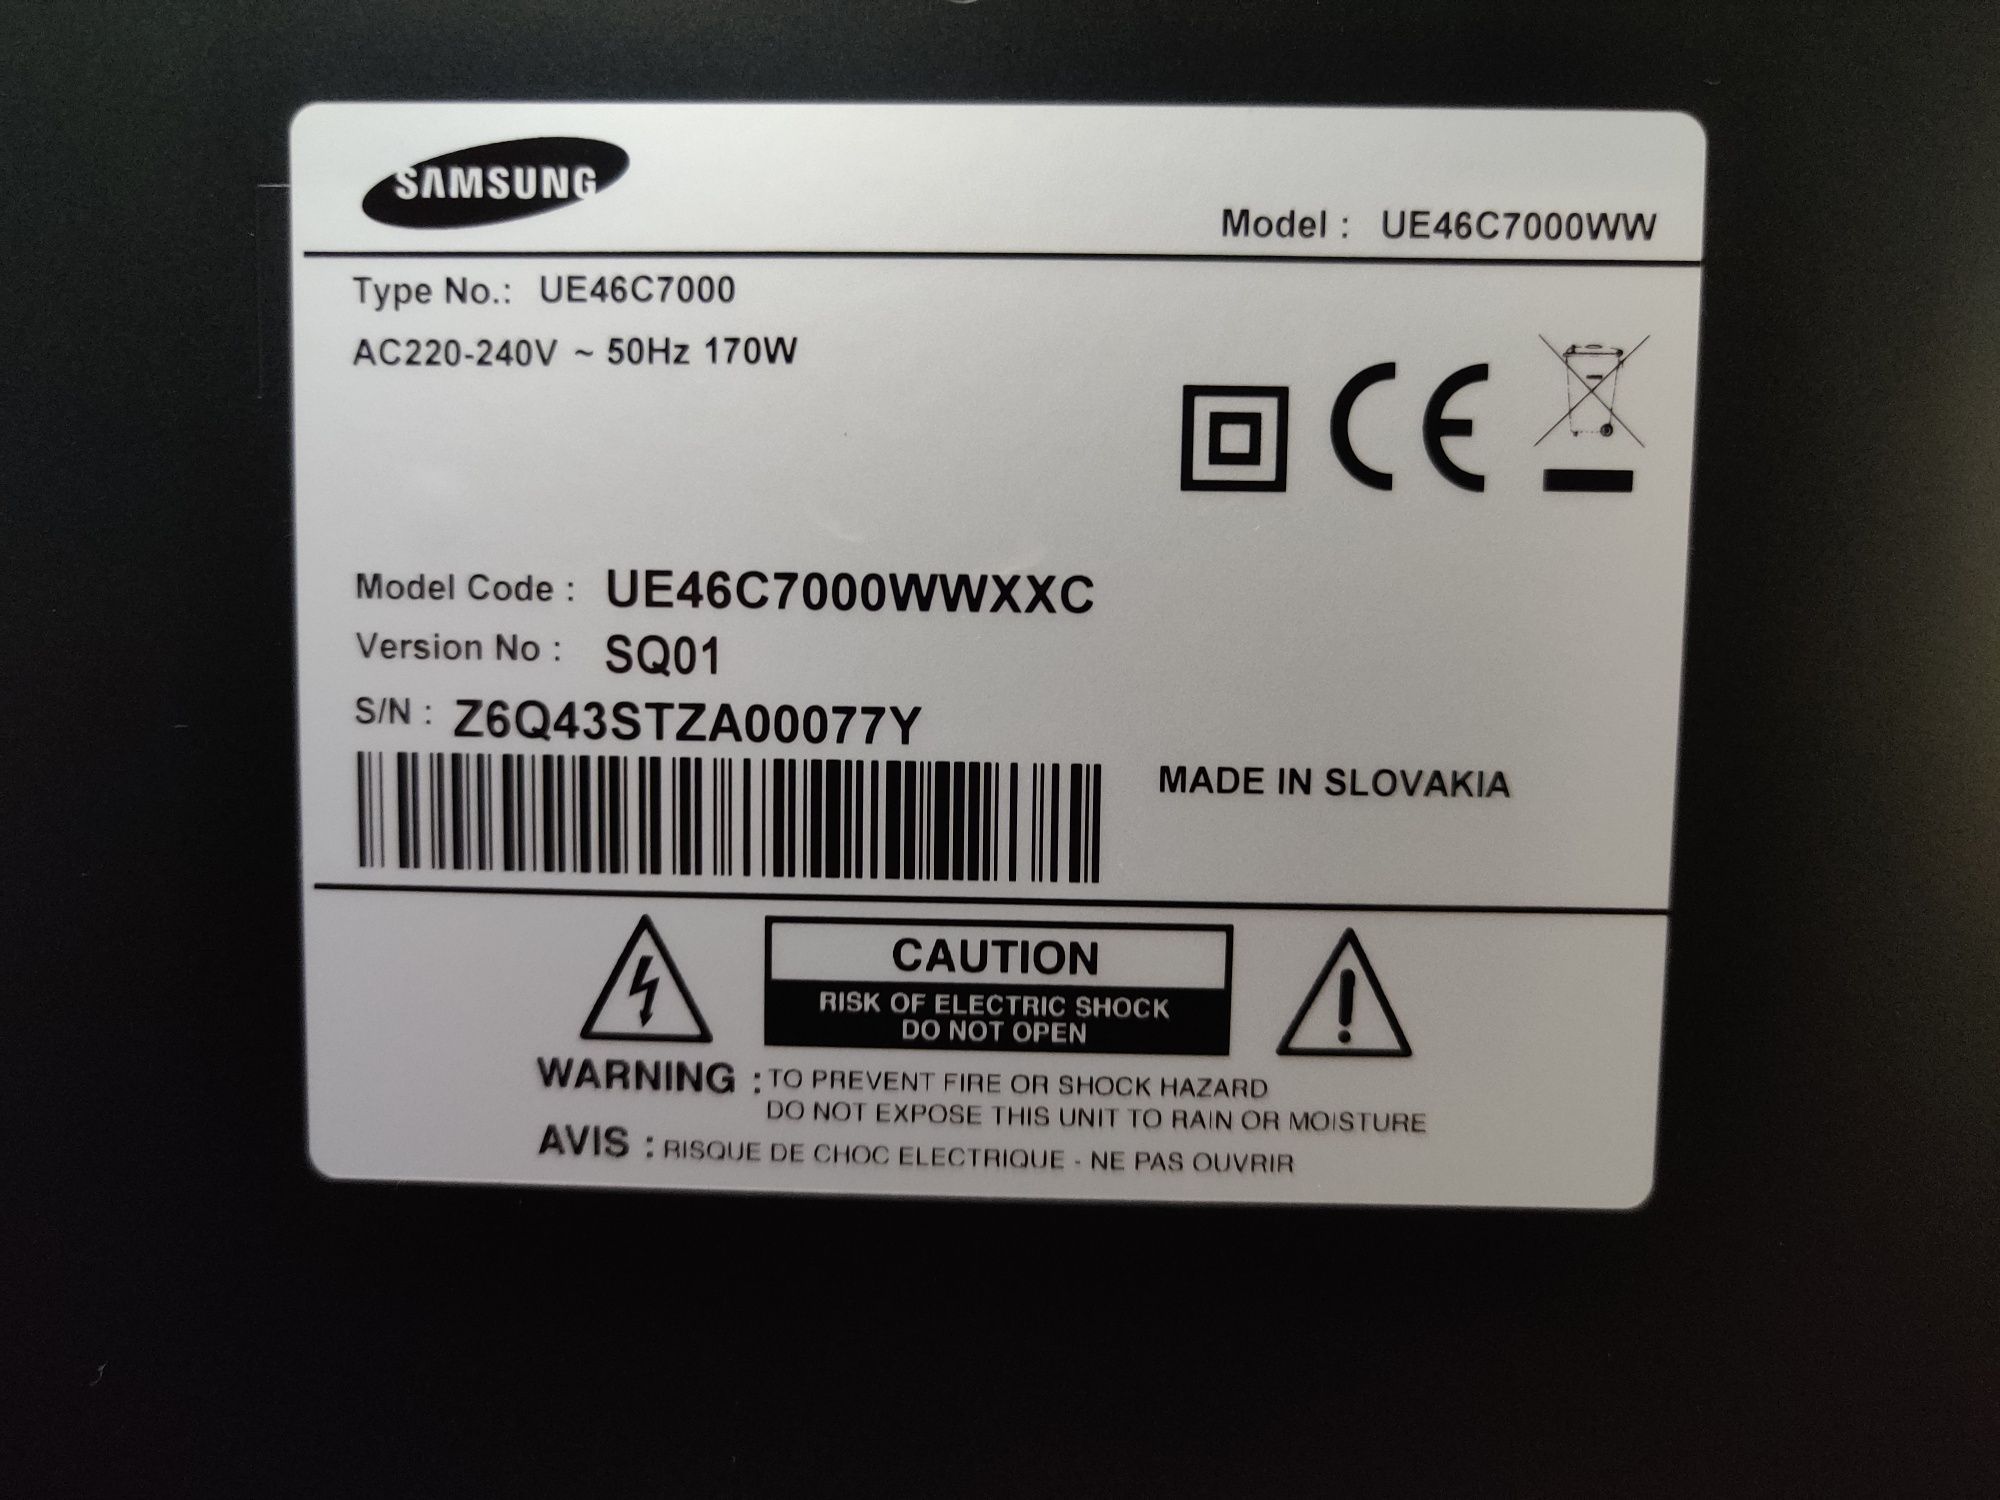 SAMSUNG
Model : UE46C7000WW
Type No.: UE46C7000
AC220-240V ~ 50Hz 170W
CE
Model Code : UE46C7000WWXXC
Version No : SQ01
S/N : Z6Q43STZA00077Y
MADE IN SLOVAKIA
CAUTION
RISK OF ELECTRIC SHOCK
DO NOT OPEN
WARNING : TO PREVENT FIRE OR SHOCK HAZARD
DO NOT EXPOSE THIS UNIT TO RAIN OR MOISTURE
AVIS : RISQUE DE CHOC ELECTRIQUE - NE PAS OUVRIR